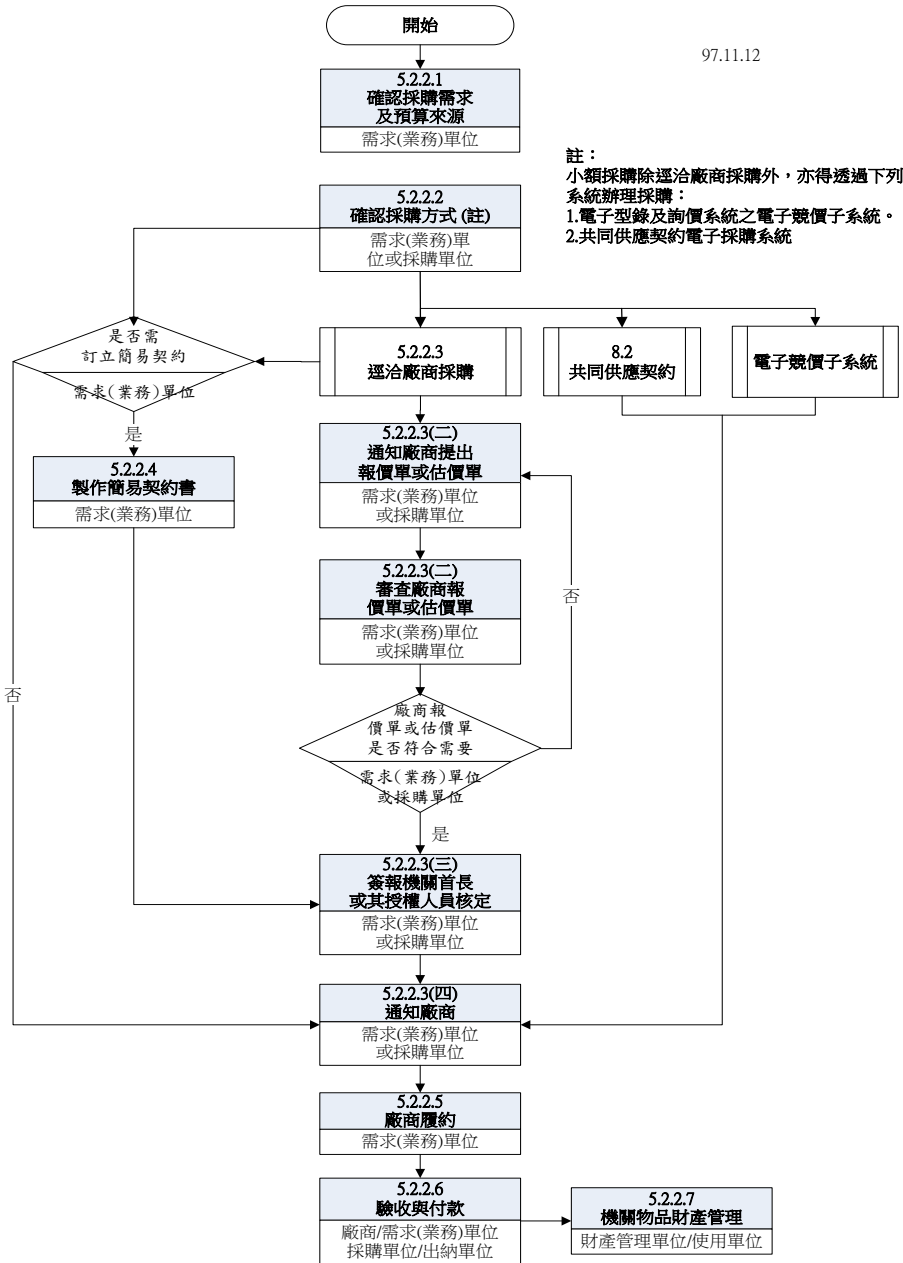 開始
97.11.12
5.2.2.1
確認採購需求
及預算來源
需求(業務)單位
註：
小額採購除逕洽廠商採購外，亦得透過下列
系統辦理採購：
1.電子型錄及詢價系統之電子競價子系統。
2.共同供應契約電子採購系統
5.2.2.2
確認採購方式 (註)
需求(業務)單
位或採購單位
是否需
訂立簡易契約
需求(業務)單位
5.2.2.3
逕洽廠商採購
8.2
共同供應契約
電子競價子系統
是
5.2.2.4
製作簡易契約書
需求(業務)單位
5.2.2.3(二)
通知廠商提出
報價單或估價單
需求(業務)單位
或採購單位
5.2.2.3(二)
審查廠商報
價單或估價單
需求(業務)單位
或採購單位
否
否
廠商報
價單或估價單
是否符合需要
需求(業務)單位
或採購單位
是
5.2.2.3(三)
簽報機關首長
或其授權人員核定
需求(業務)單位
或採購單位
5.2.2.3(四)
通知廠商
需求(業務)單位
或採購單位
5.2.2.5
廠商履約
需求(業務)單位
5.2.2.6
驗收與付款
廠商/需求(業務)單位
採購單位/出納單位
5.2.2.7
機關物品財產管理
財產管理單位/使用單位